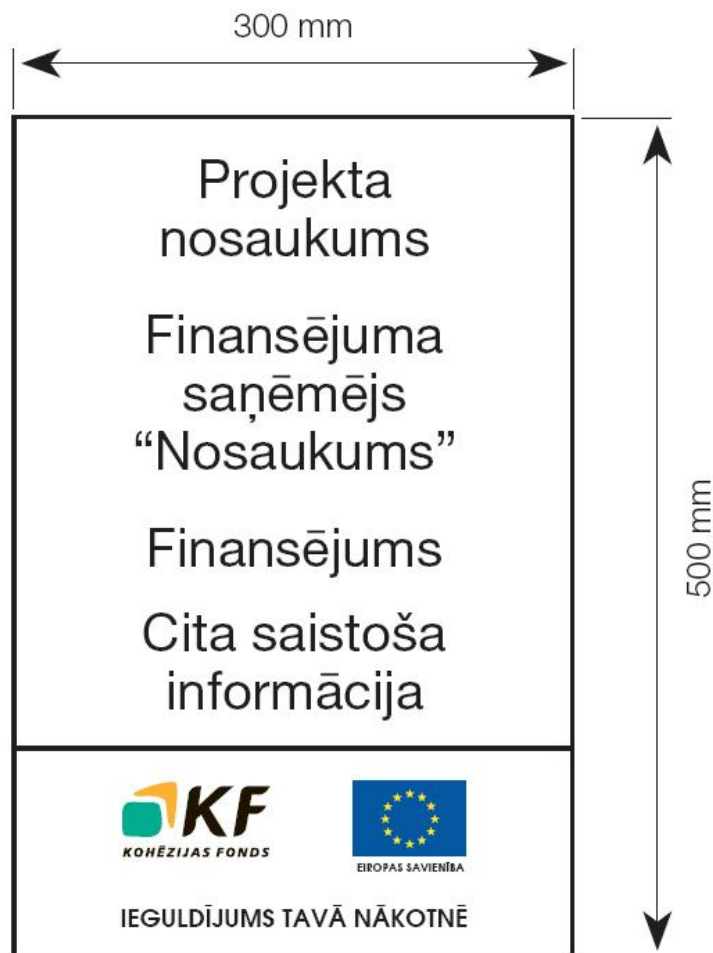 300 mm
Projekta
nosaukums
Finansējuma
saņēmējs
“Nosaukums”
Finansējums
Cita saistoša
informācija
500 mm
KF
KOHĒZIJAS FONDS
EIROPAS SAVIENĪBA
IEGULDĪJUMS TAVĀ NĀKOTNĒ